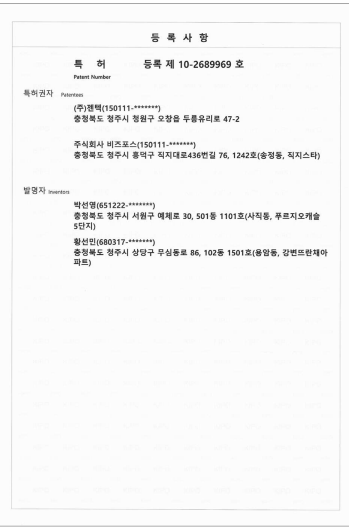 등 록 사 항
특 허 등록 제 10-2689969 호
Patent Number
특허권자 Patentees
(주)젠텍(150111-*******)
충청북도 청주시 청원구 오창읍 두릉유리로 47-2
주식회사 비즈포스(150111-*******)
충청북도 청주시 흥덕구 직지대로436번길 76, 1242호(송정동, 직지스타)
발명자 Inventors
박선영(651222-*******)
충청북도 청주시 서원구 예체로 30, 501동 1101호(사직동, 푸르지오캐슬
5단지)
황선민(680317-*******)
충청북도 청주시 상당구 무심동로 86, 102동 1501호(용암동, 강변뜨란채아
파트)